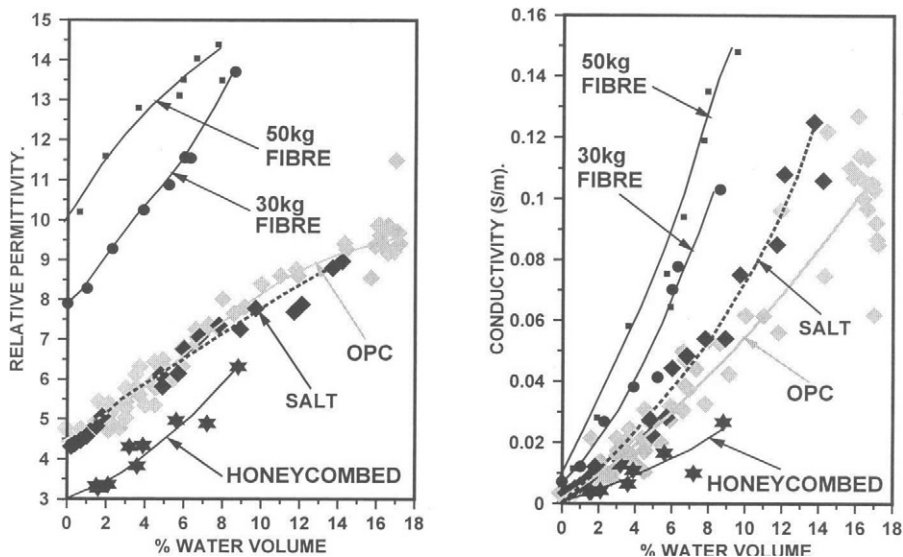 15
14
13
12
11
10
9
8
7
6
5
4
3
RELATIVE PERMITTIVITY.
50kg
FIBRE
30kg
FIBRE
OPC
SALT
HONEYCOMBED
0 2 4 6 8 10 12 14 16 18
% WATER VOLUME
0.16
0.14
0.12
0.1
0.08
0.06
0.04
0.02
0
CONDUCTIVITY (S/m).
50kg
FIBRE
30kg
FIBRE
SALT
OPC
HONEYCOMBED
0 2 4 6 8 10 12 14 16 18
% WATER VOLUME